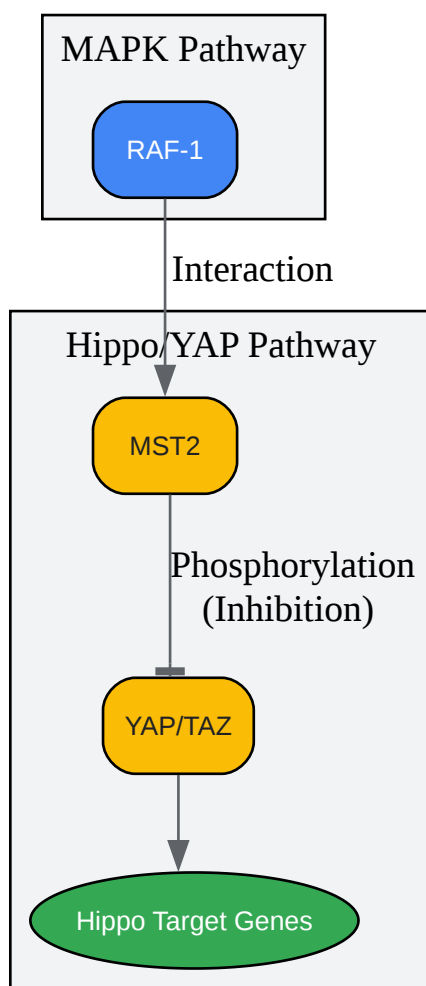 MAPK Pathway
RAF-1
Interaction
Hippo/YAP Pathway
MST2
Phosphorylation
(Inhibition)
YAP/TAZ
Hippo Target Genes